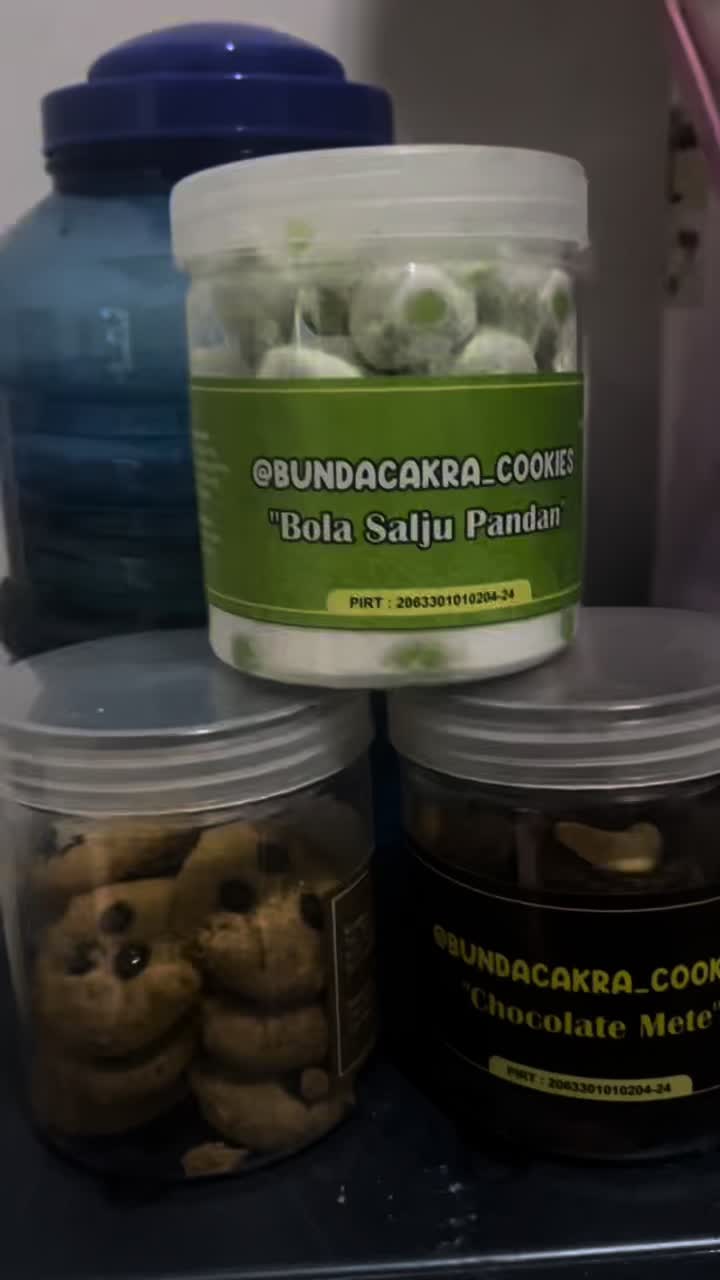 @BUNDACAKRA_COOKIES
"Bola Salju Pandan"
PIRT : 2063301010204-24
@BUNDACAKRA_COOK
"Chocolate Mete"
PIRT : 2063301010204-24